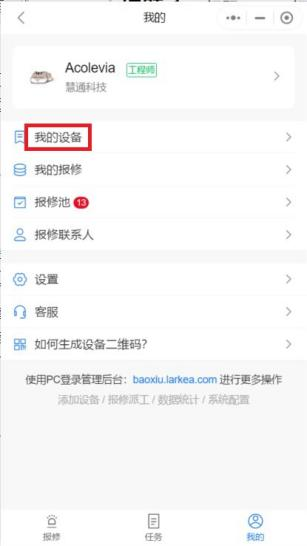 我的
Acolevia 工程师
慧通科技
我的设备
我的报修
报修池 13
报修联系人
设置
客服
如何生成设备二维码?
使用PC登录管理后台：baoxiu.larkea.com 进行更多操作
添加设备 / 报修派工 / 数据统计 / 系统配置
报修 任务 我的